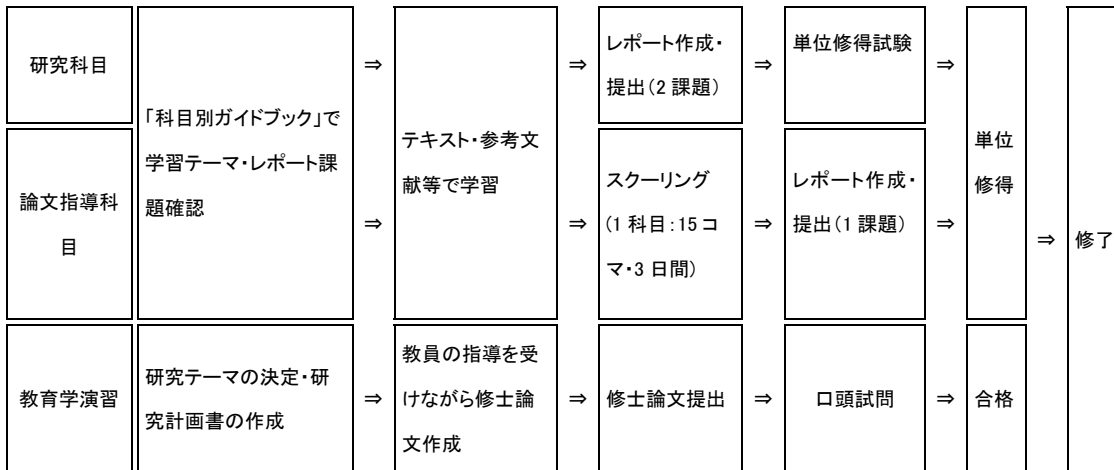 研究科目
「科目別ガイドブック」で
学習テーマ・レポート課
題確認
⇒
テキスト・参考文
献等で学習
⇒
レポート作成・
提出(2 課題)
⇒
単位修得試験
⇒
単位
修得
論文指導科
目
⇒
⇒
スクーリング
(1 科目:15 コ
マ・3 日間)
⇒
レポート作成・
提出(1 課題)
⇒
⇒
修了
教育学演習
研究テーマの決定・研
究計画書の作成
⇒
教員の指導を受
けながら修士論
文作成
⇒
修士論文提出
⇒
口頭試問
⇒
合格